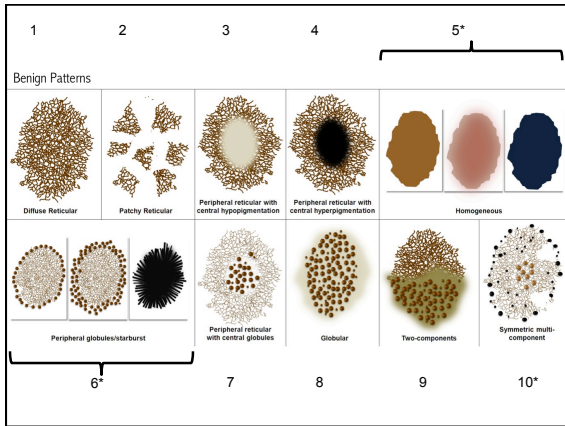 1 2 3 4 5*
Benign Patterns
Diffuse Reticular
Patchy Reticular
Peripheral reticular with
central hypopigmentation
Peripheral reticular with
central hyperpigmentation
Homogeneous
Peripheral globules/starburst
Peripheral reticular
with central globules
Globular
Two-components
Symmetric multi-
component
6* 7 8 9 10*